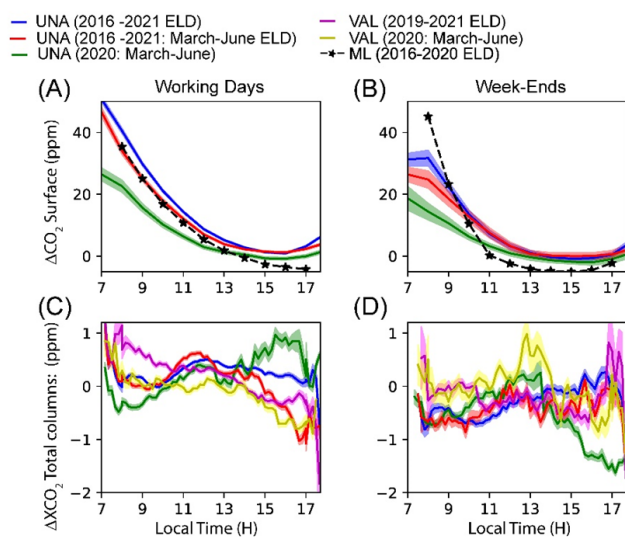 UNA (2016 -2021 ELD)
UNA (2016 -2021: March-June ELD)
UNA (2020: March-June)
VAL (2019-2021 ELD)
VAL (2020: March-June)
ML (2016-2020 ELD)
(A) Working Days
(B) Week-Ends
ΔCO₂ Surface (ppm)
40
20
0
7 9 11 13 15 17
7 9 11 13 15 17
(C)
(D)
ΔXCO₂ Total columns: (ppm)
1
0
−1
−2
1
0
−1
−2
7 9 11 13 15 17
7 9 11 13 15 17
Local Time (H)
Local Time (H)